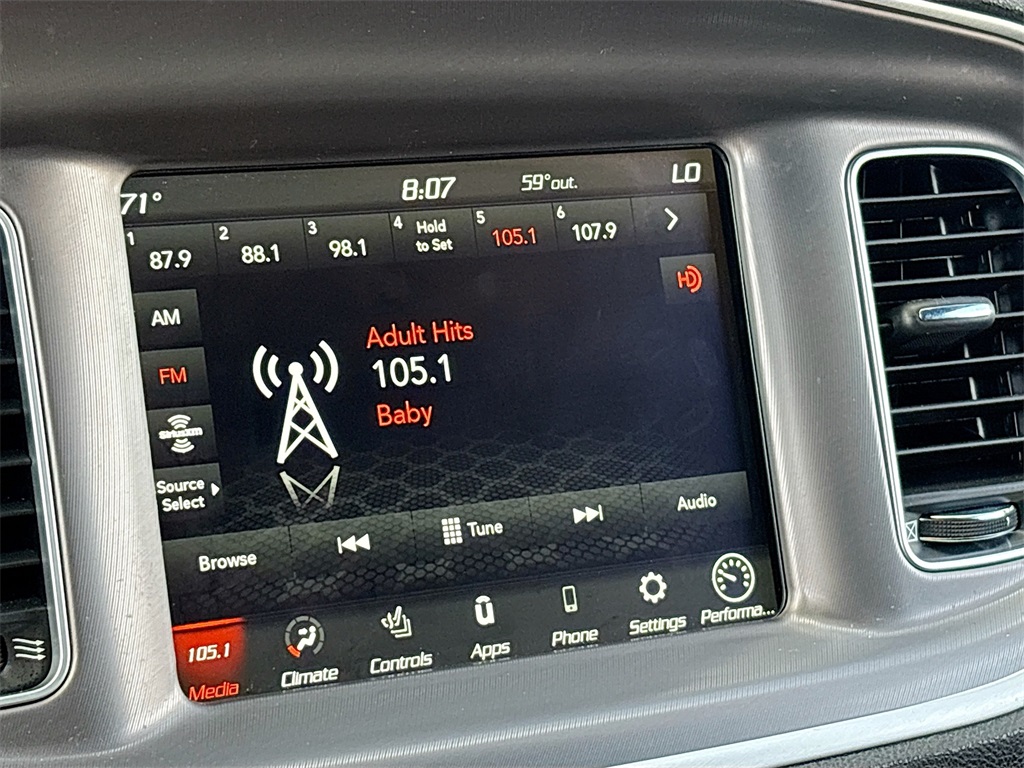 71° 8:07 59°out. LO
1 87.9 2 88.1 3 98.1 4 Hold to Set 5 105.1 6 107.9
HD
AM
FM
SiriusXM
Source
Select
Adult Hits
105.1
Baby
Browse Tune Audio
105.1
Media Climate Controls Apps Phone Settings Performa...